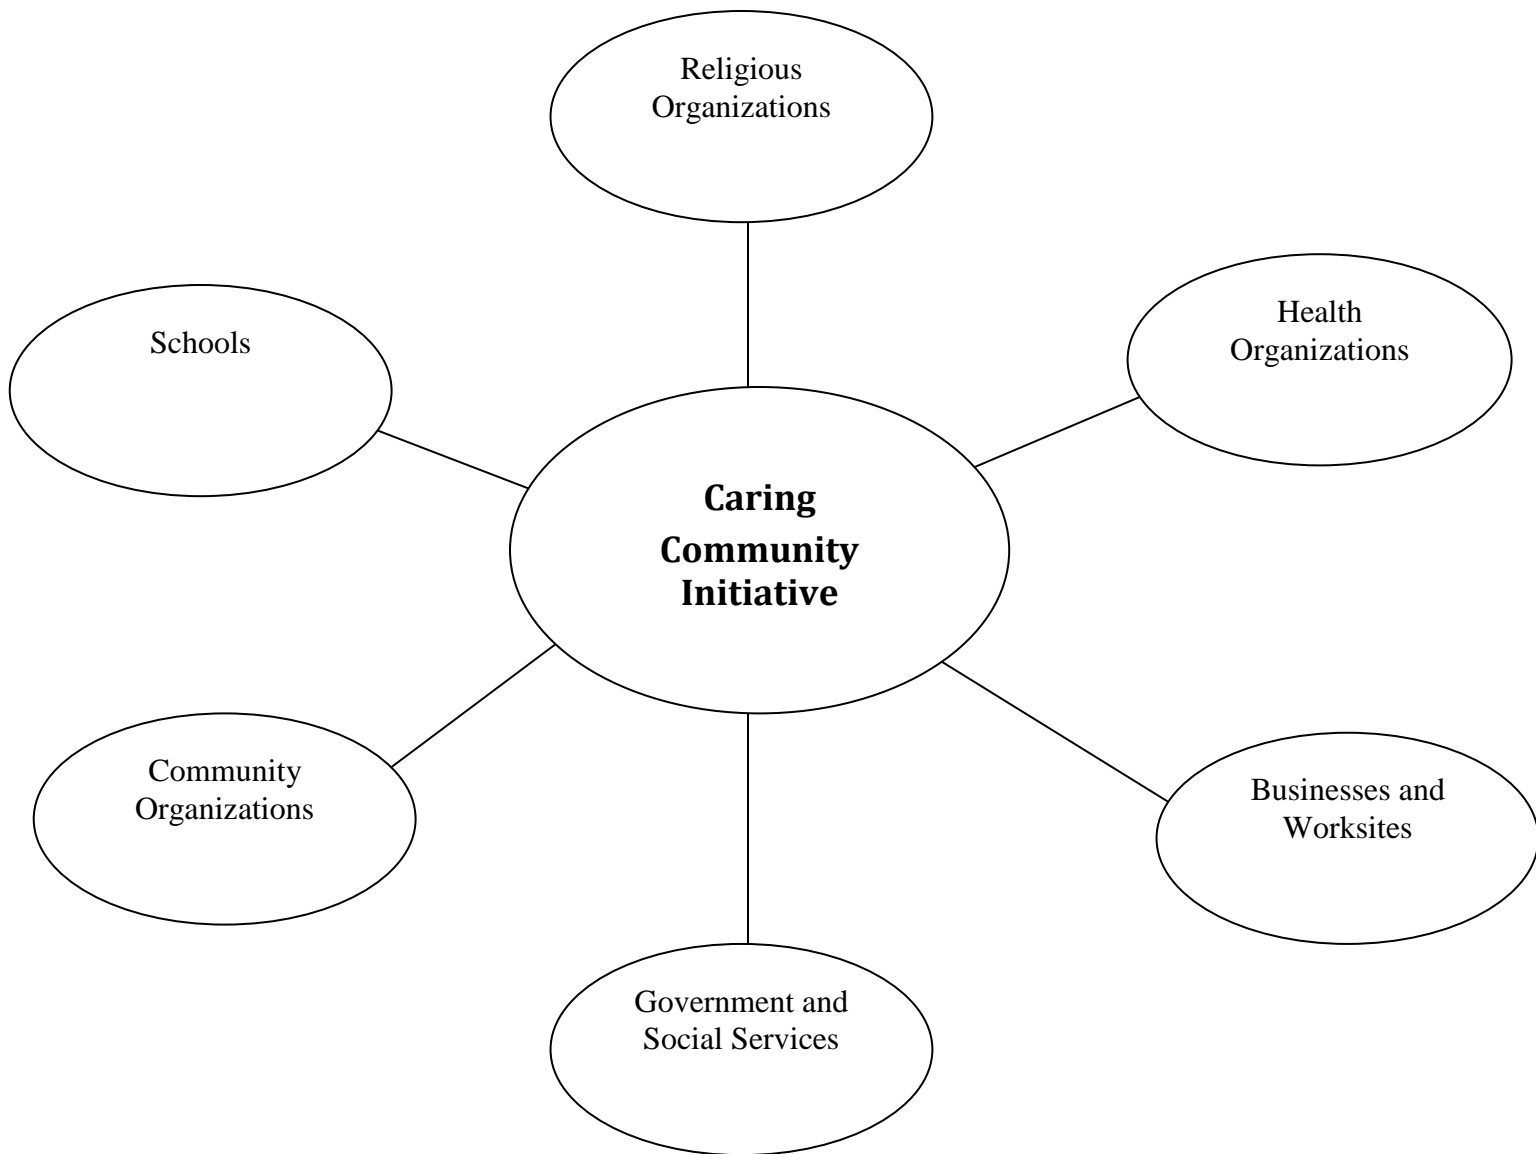 Religious
Organizations
Health
Organizations
Schools
Caring
Community
Initiative
Community
Organizations
Businesses and
Worksites
Government and
Social Services